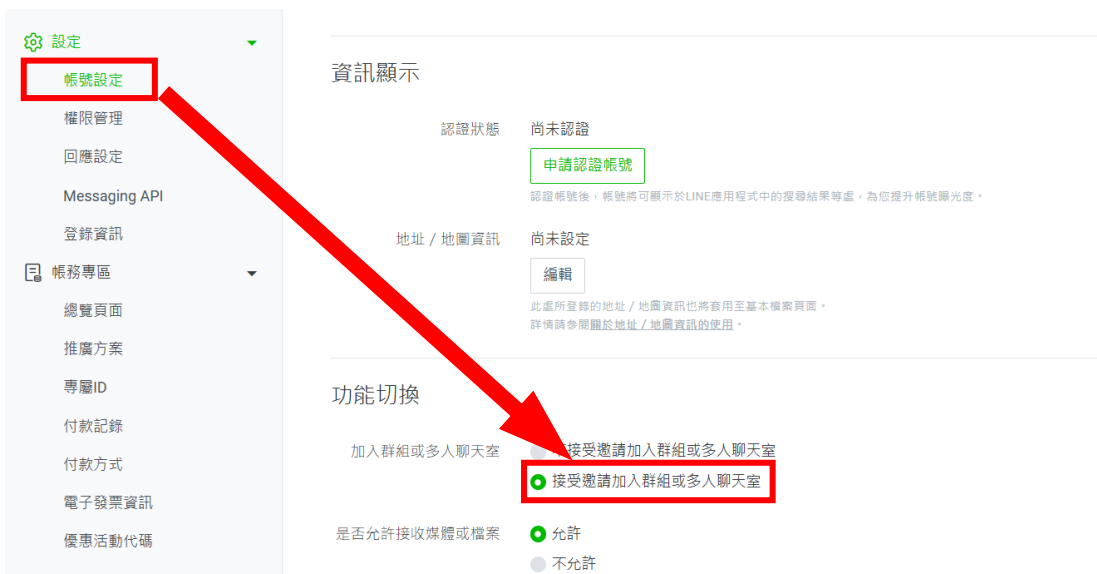 設定
帳號設定
權限管理
回應設定
Messaging API
登錄資訊
帳務專區
總覽頁面
推廣方案
專屬ID
付款記錄
付款方式
電子發票資訊
優惠活動代碼
資訊顯示
認證狀態 尚未認證
申請認證帳號
認證帳號後，帳號將可顯示於LINE應用程式中的搜尋結果等處，為您提升帳號曝光度。
地址 / 地圖資訊 尚未設定
編輯
此處所登錄的地址 / 地圖資訊也將套用至基本檔案頁面。
詳情請參閱關於地址 / 地圖資訊的使用。
功能切換
加入群組或多人聊天室 接受邀請加入群組或多人聊天室
接受邀請加入群組或多人聊天室
是否允許接收媒體或檔案 允許
不允許